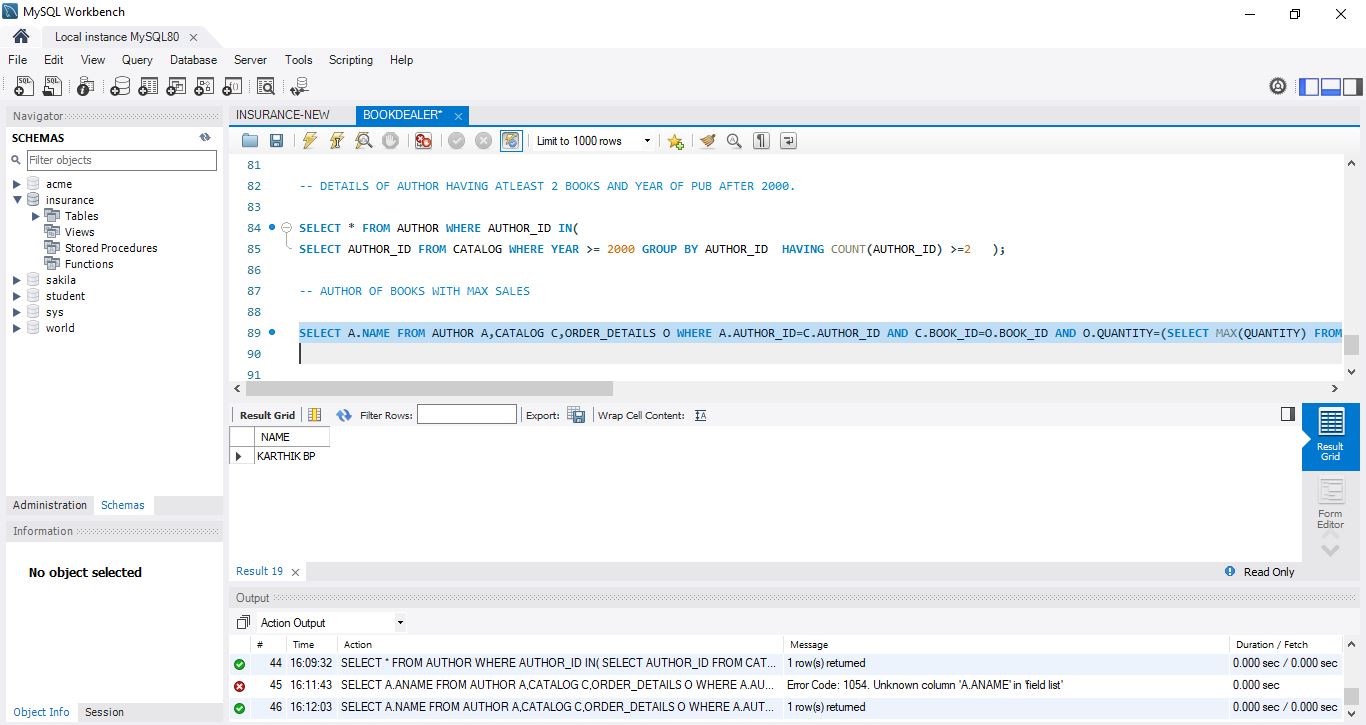 MySQL Workbench
Local instance MySQL80
File Edit View Query Database Server Tools Scripting Help
Navigator
SCHEMAS
Filter objects
acme
insurance
Tables
Views
Stored Procedures
Functions
sakila
student
sys
world
Administration Schemas
Information
No object selected
Object Info Session
INSURANCE-NEW BOOKDEALER*
Limit to 1000 rows
81
82 -- DETAILS OF AUTHOR HAVING ATLEAST 2 BOOKS AND YEAR OF PUB AFTER 2000.
83
84 SELECT * FROM AUTHOR WHERE AUTHOR_ID IN(
85 SELECT AUTHOR_ID FROM CATALOG WHERE YEAR >= 2000 GROUP BY AUTHOR_ID HAVING COUNT(AUTHOR_ID) >=2 );
86
87 -- AUTHOR OF BOOKS WITH MAX SALES
88
89 SELECT A.NAME FROM AUTHOR A,CATALOG C,ORDER_DETAILS O WHERE A.AUTHOR_ID=C.AUTHOR_ID AND C.BOOK_ID=O.BOOK_ID AND O.QUANTITY=(SELECT MAX(QUANTITY) FROM
90
91
Result Grid Filter Rows: Export: Wrap Cell Content:
NAME
KARTHIK BP
Result Grid
Form Editor
Result 19 Read Only
Output
Action Output
# Time Action Message Duration / Fetch
44 16:09:32 SELECT * FROM AUTHOR WHERE AUTHOR_ID IN( SELECT AUTHOR_ID FROM CAT... 1 row(s) returned 0.000 sec / 0.000 sec
45 16:11:43 SELECT A.ANAME FROM AUTHOR A,CATALOG C,ORDER_DETAILS O WHERE A.AU... Error Code: 1054. Unknown column 'A.ANAME' in 'field list' 0.000 sec
46 16:12:03 SELECT A.NAME FROM AUTHOR A,CATALOG C,ORDER_DETAILS O WHERE A.AUT... 1 row(s) returned 0.000 sec / 0.000 sec